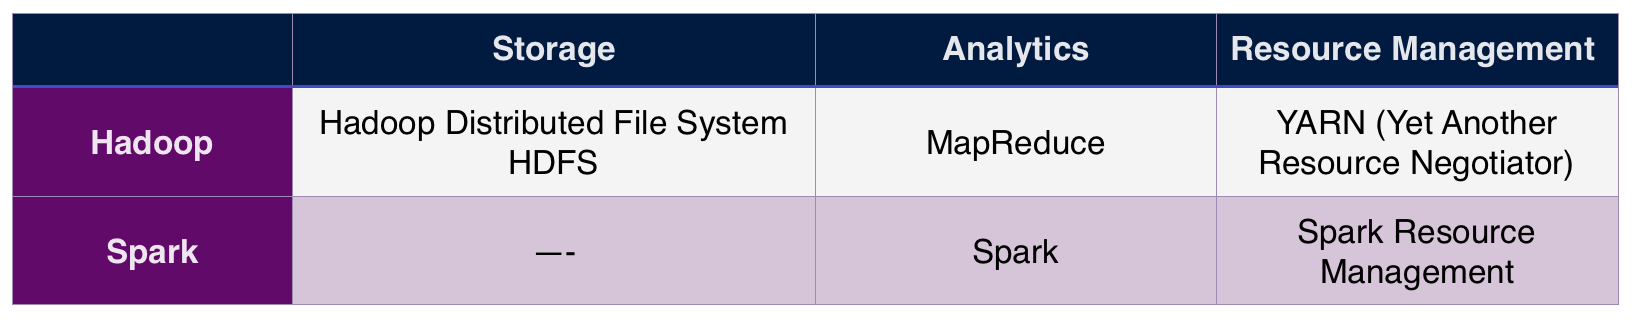 Storage
Analytics
Resource Management
Hadoop
Hadoop Distributed File System
HDFS
MapReduce
YARN (Yet Another
Resource Negotiator)
Spark
—-
Spark
Spark Resource
Management